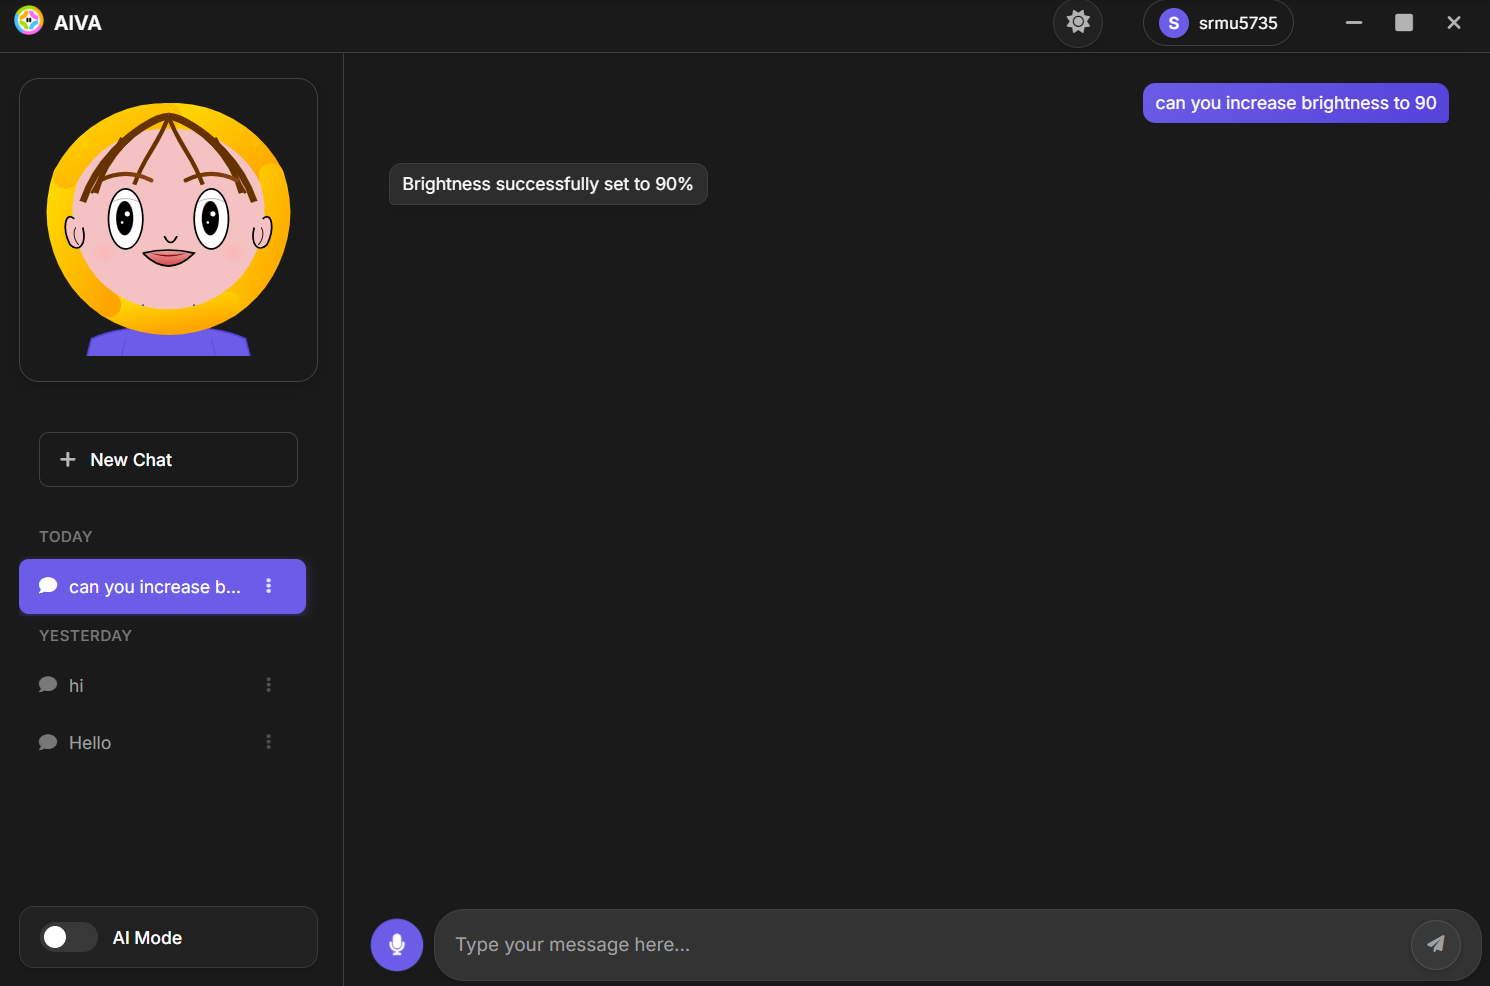 AIVA
S srmu5735
can you increase brightness to 90
Brightness successfully set to 90%
New Chat
TODAY
can you increase b...
YESTERDAY
hi
Hello
AI Mode
Type your message here...